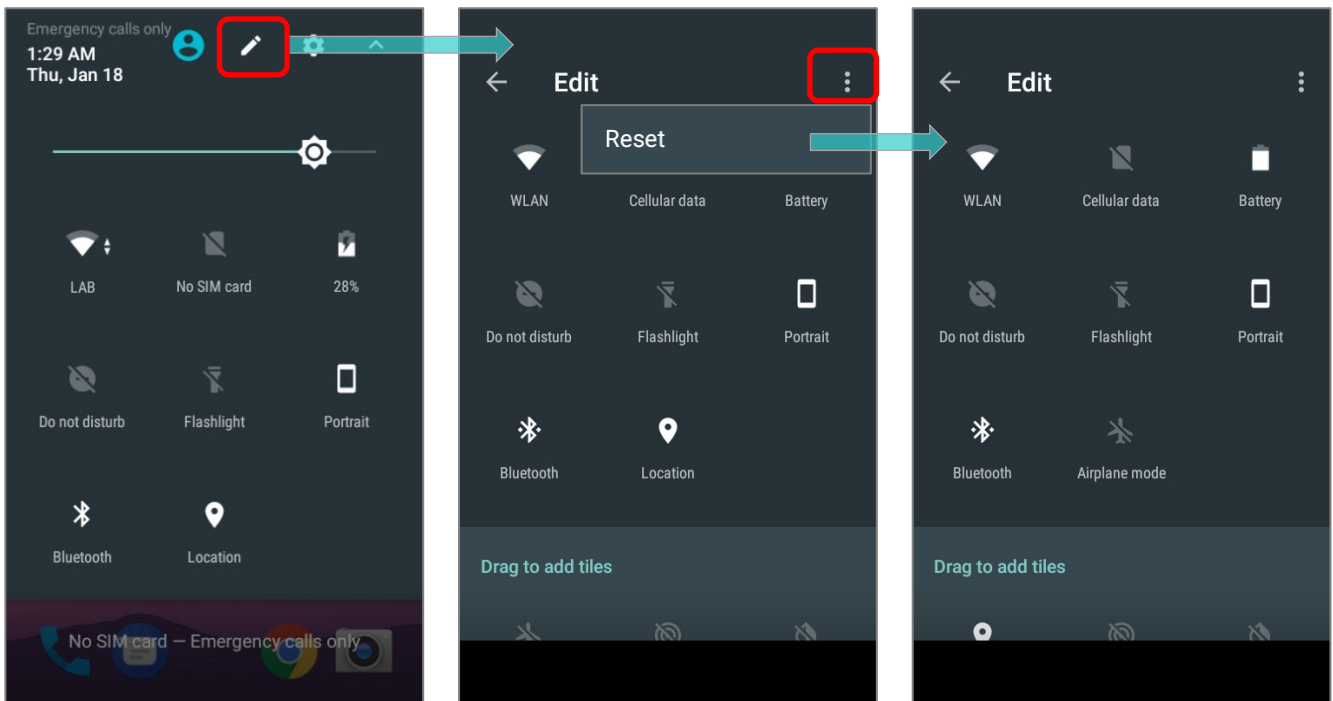 Emergency calls only
1:29 AM
Thu, Jan 18
LAB
No SIM card
28%
Do not disturb
Flashlight
Portrait
Bluetooth
Location
No SIM card — Emergency calls only
Edit
Reset
WLAN
Cellular data
Battery
Do not disturb
Flashlight
Portrait
Bluetooth
Location
Drag to add tiles
Edit
WLAN
Cellular data
Battery
Do not disturb
Flashlight
Portrait
Bluetooth
Airplane mode
Drag to add tiles